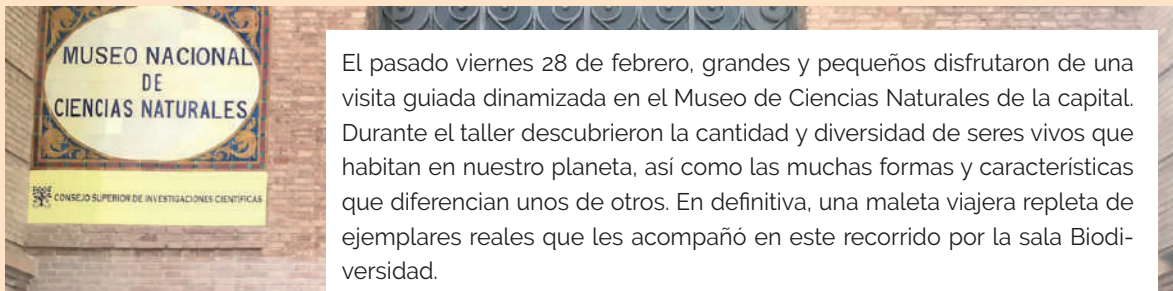 MUSEO NACIONAL
DE
CIENCIAS NATURALES
CONSEJO SUPERIOR DE INVESTIGACIONES CIENTÍFICAS
El pasado viernes 28 de febrero, grandes y pequeños disfrutaron de una
visita guiada dinamizada en el Museo de Ciencias Naturales de la capital.
Durante el taller descubrieron la cantidad y diversidad de seres vivos que
habitan en nuestro planeta, así como las muchas formas y características
que diferencian unos de otros. En definitiva, una maleta viajera repleta de
ejemplares reales que les acompañó en este recorrido por la sala Biodi-
versidad.